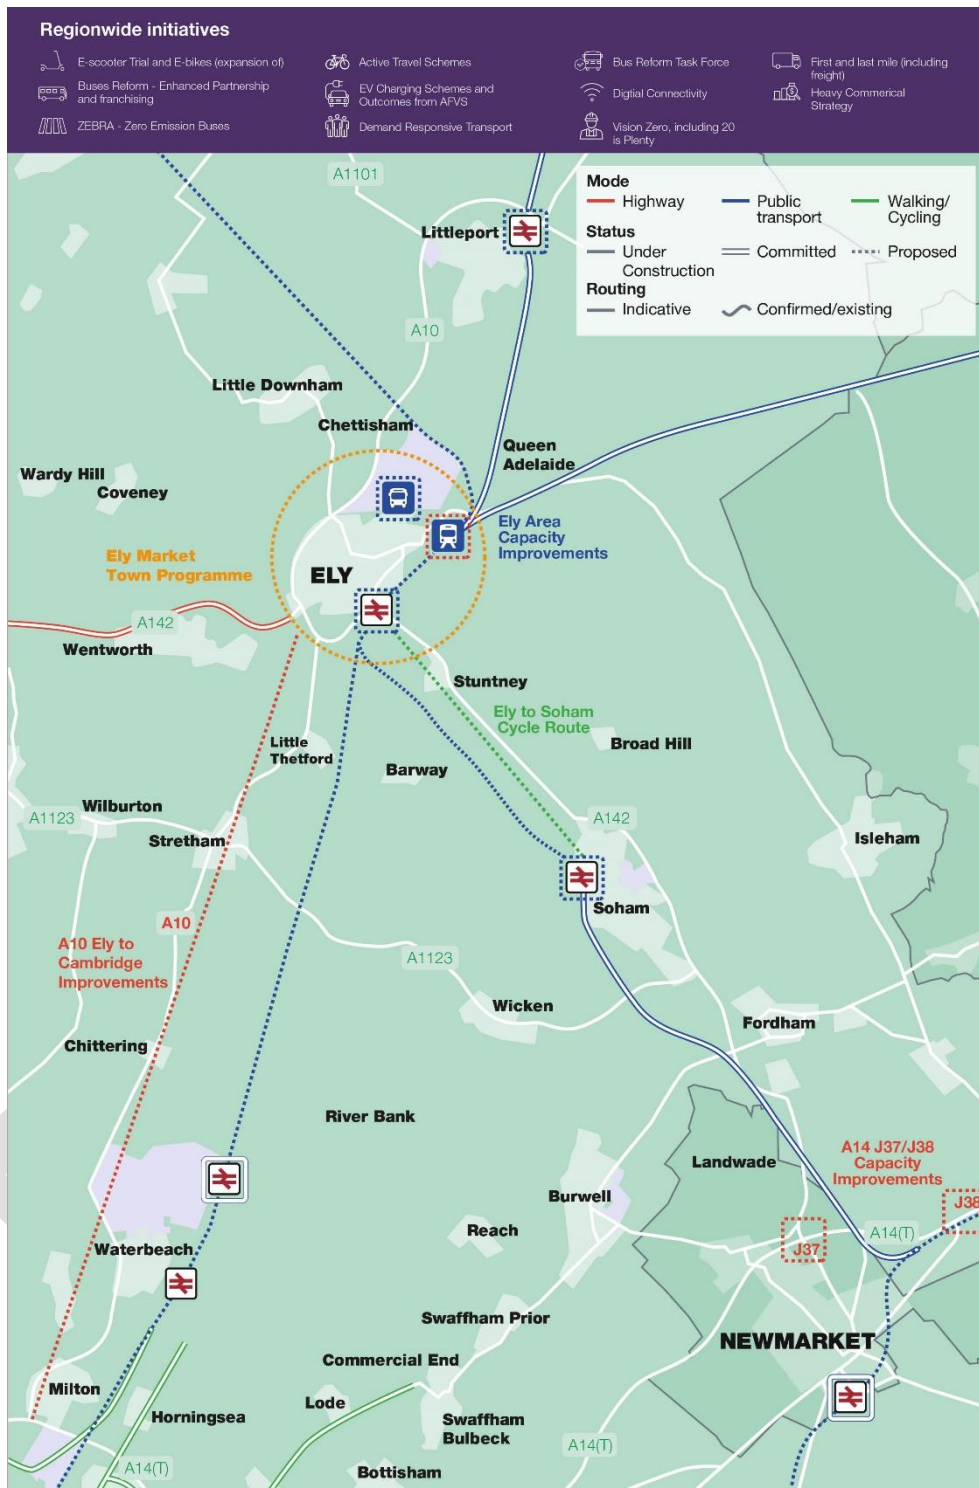 Regionwide initiatives
E-scooter Trial and E-bikes (expansion of)
Buses Reform - Enhanced Partnership
and franchising
ZEBRA - Zero Emission Buses
Active Travel Schemes
EV Charging Schemes and
Outcomes from AFVS
Demand Responsive Transport
Bus Reform Task Force
Digtial Connectivity
Vision Zero, including 20
is Plenty
First and last mile (including
freight)
Heavy Commerical
Strategy
Mode
Highway
Public
transport
Walking/
Cycling
Status
Under
Construction
Committed
Proposed
Routing
Indicative
Confirmed/existing
A1101
Littleport
A10
Little Downham
Chettisham
Queen
Adelaide
Wardy Hill
Coveney
Ely Area
Capacity
Improvements
Ely Market
Town Programme
ELY
A142
Wentworth
Stuntney
Ely to Soham
Cycle Route
Little
Thetford
Broad Hill
Barway
Wilburton
A1123
Stretham
A142
Isleham
Soham
A10
A10 Ely to
Cambridge
Improvements
A1123
Wicken
Fordham
Chittering
River Bank
Landwade
A14 J37/J38
Capacity
Improvements
Burwell
J38
Reach
A14(T)
J37
Waterbeach
Swaffham Prior
NEWMARKET
Commercial End
Milton
Lode
Horningsea
Swaffham
Bulbeck
A14(T)
A14(T)
Bottisham